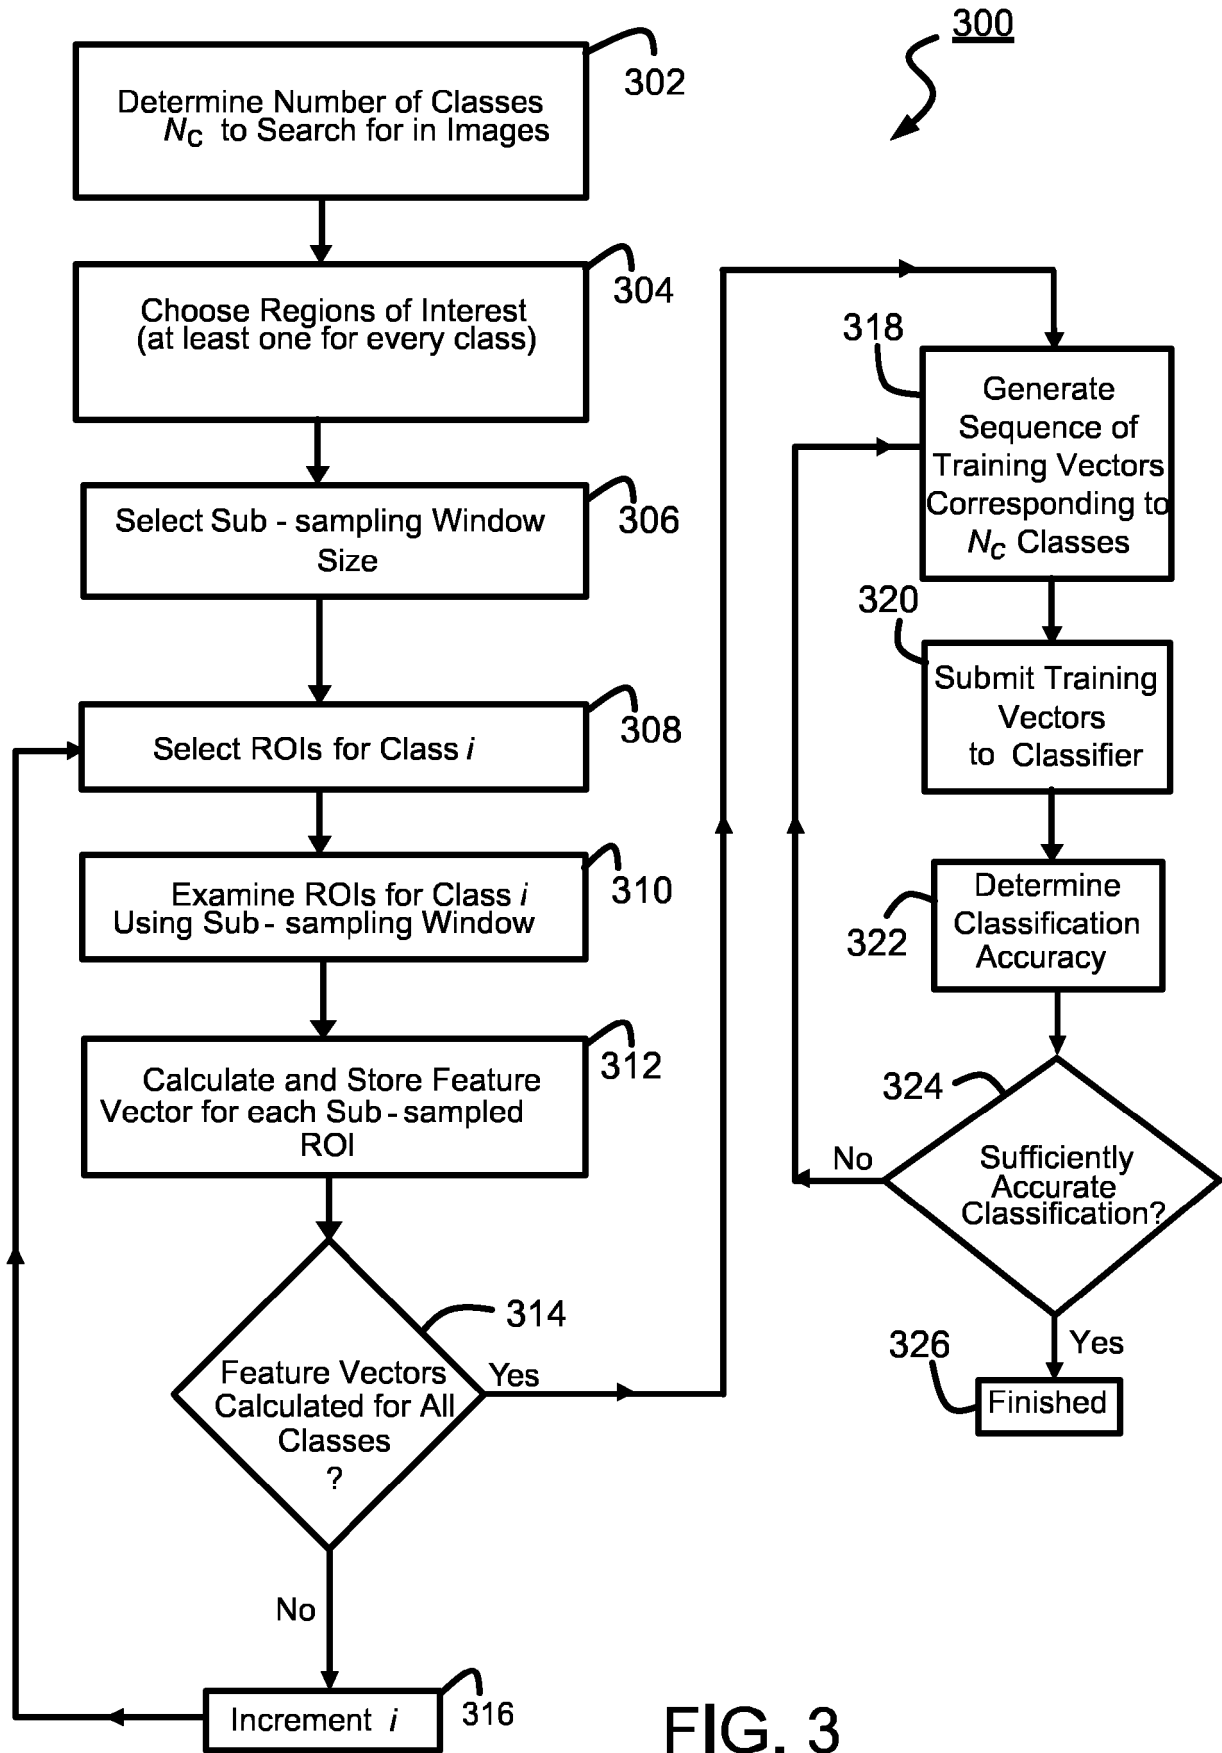 300
302
Determine Number of Classes
NC to Search for in Images
304
Choose Regions of Interest
(at least one for every class)
306
Select Sub - sampling Window
Size
308
Select ROIs for Class i
310
Examine ROIs for Class i
Using Sub - sampling Window
312
Calculate and Store Feature
Vector for each Sub - sampled
ROI
314
Feature Vectors
Calculated for All
Classes
?
Yes
No
316
Increment i
318
Generate
Sequence of
Training Vectors
Corresponding to
NC Classes
320
Submit Training
Vectors
to Classifier
322
Determine
Classification
Accuracy
324
Sufficiently
Accurate
Classification?
No
Yes
326
Finished
FIG. 3